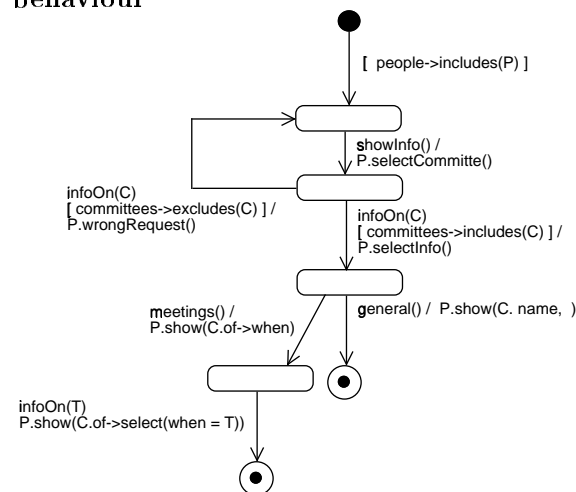 behaviour
[ people->includes(P) ]
showInfo() /
P.selectCommitte()
infoOn(C)
[ committees->excludes(C) ] /
P.wrongRequest()
infoOn(C)
[ committees->includes(C) ] /
P.selectInfo()
meetings() /
P.show(C.of->when)
general() / P.show(C. name, )
infoOn(T)
P.show(C.of->select(when = T))